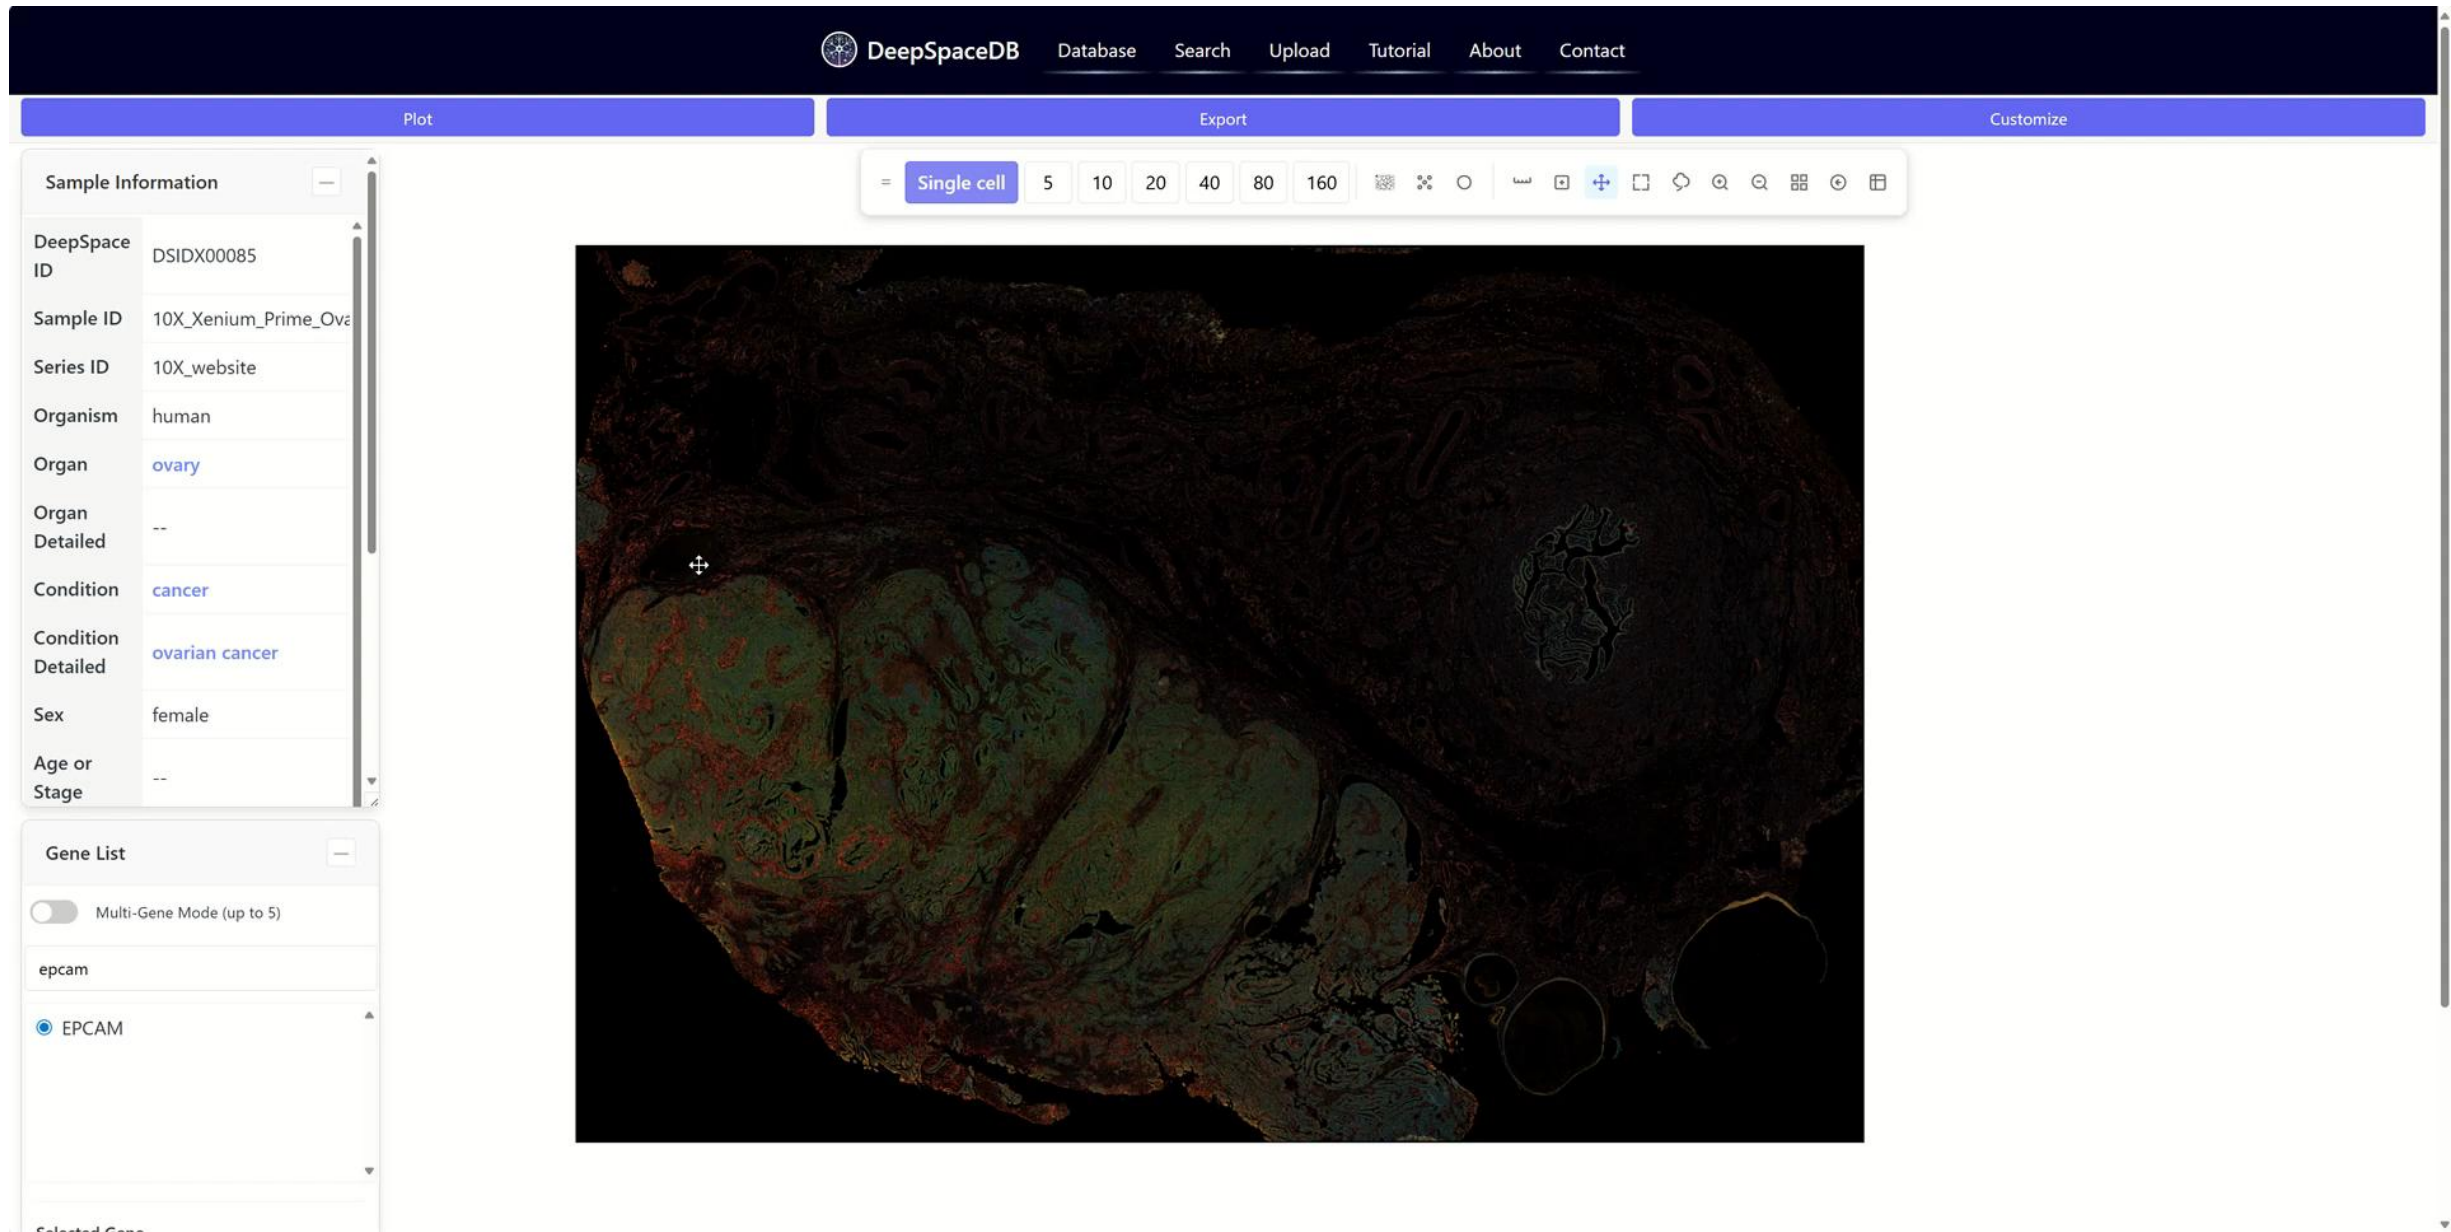 DeepSpaceDB Database Search Upload Tutorial About Contact
Plot Export Customize
Single cell 5 10 20 40 80 160
Sample Information
DeepSpace ID DSIDX00085
Sample ID 10X_Xenium_Prime_Ova
Series ID 10X_website
Organism human
Organ ovary
Organ Detailed --
Condition cancer
Condition Detailed ovarian cancer
Sex female
Age or Stage --
Gene List
Multi-Gene Mode (up to 5)
epcam
EPCAM
Selected Gene